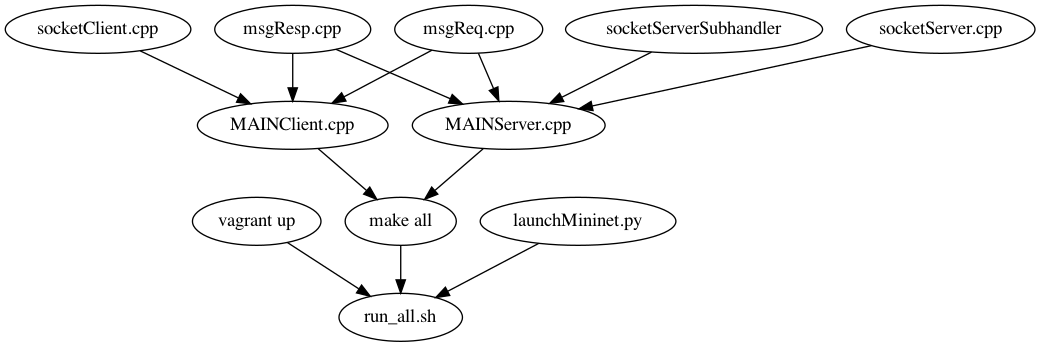 socketClient.cpp
msgResp.cpp
msgReq.cpp
socketServerSubhandler
socketServer.cpp
MAINClient.cpp
MAINServer.cpp
vagrant up
make all
launchMininet.py
run_all.sh